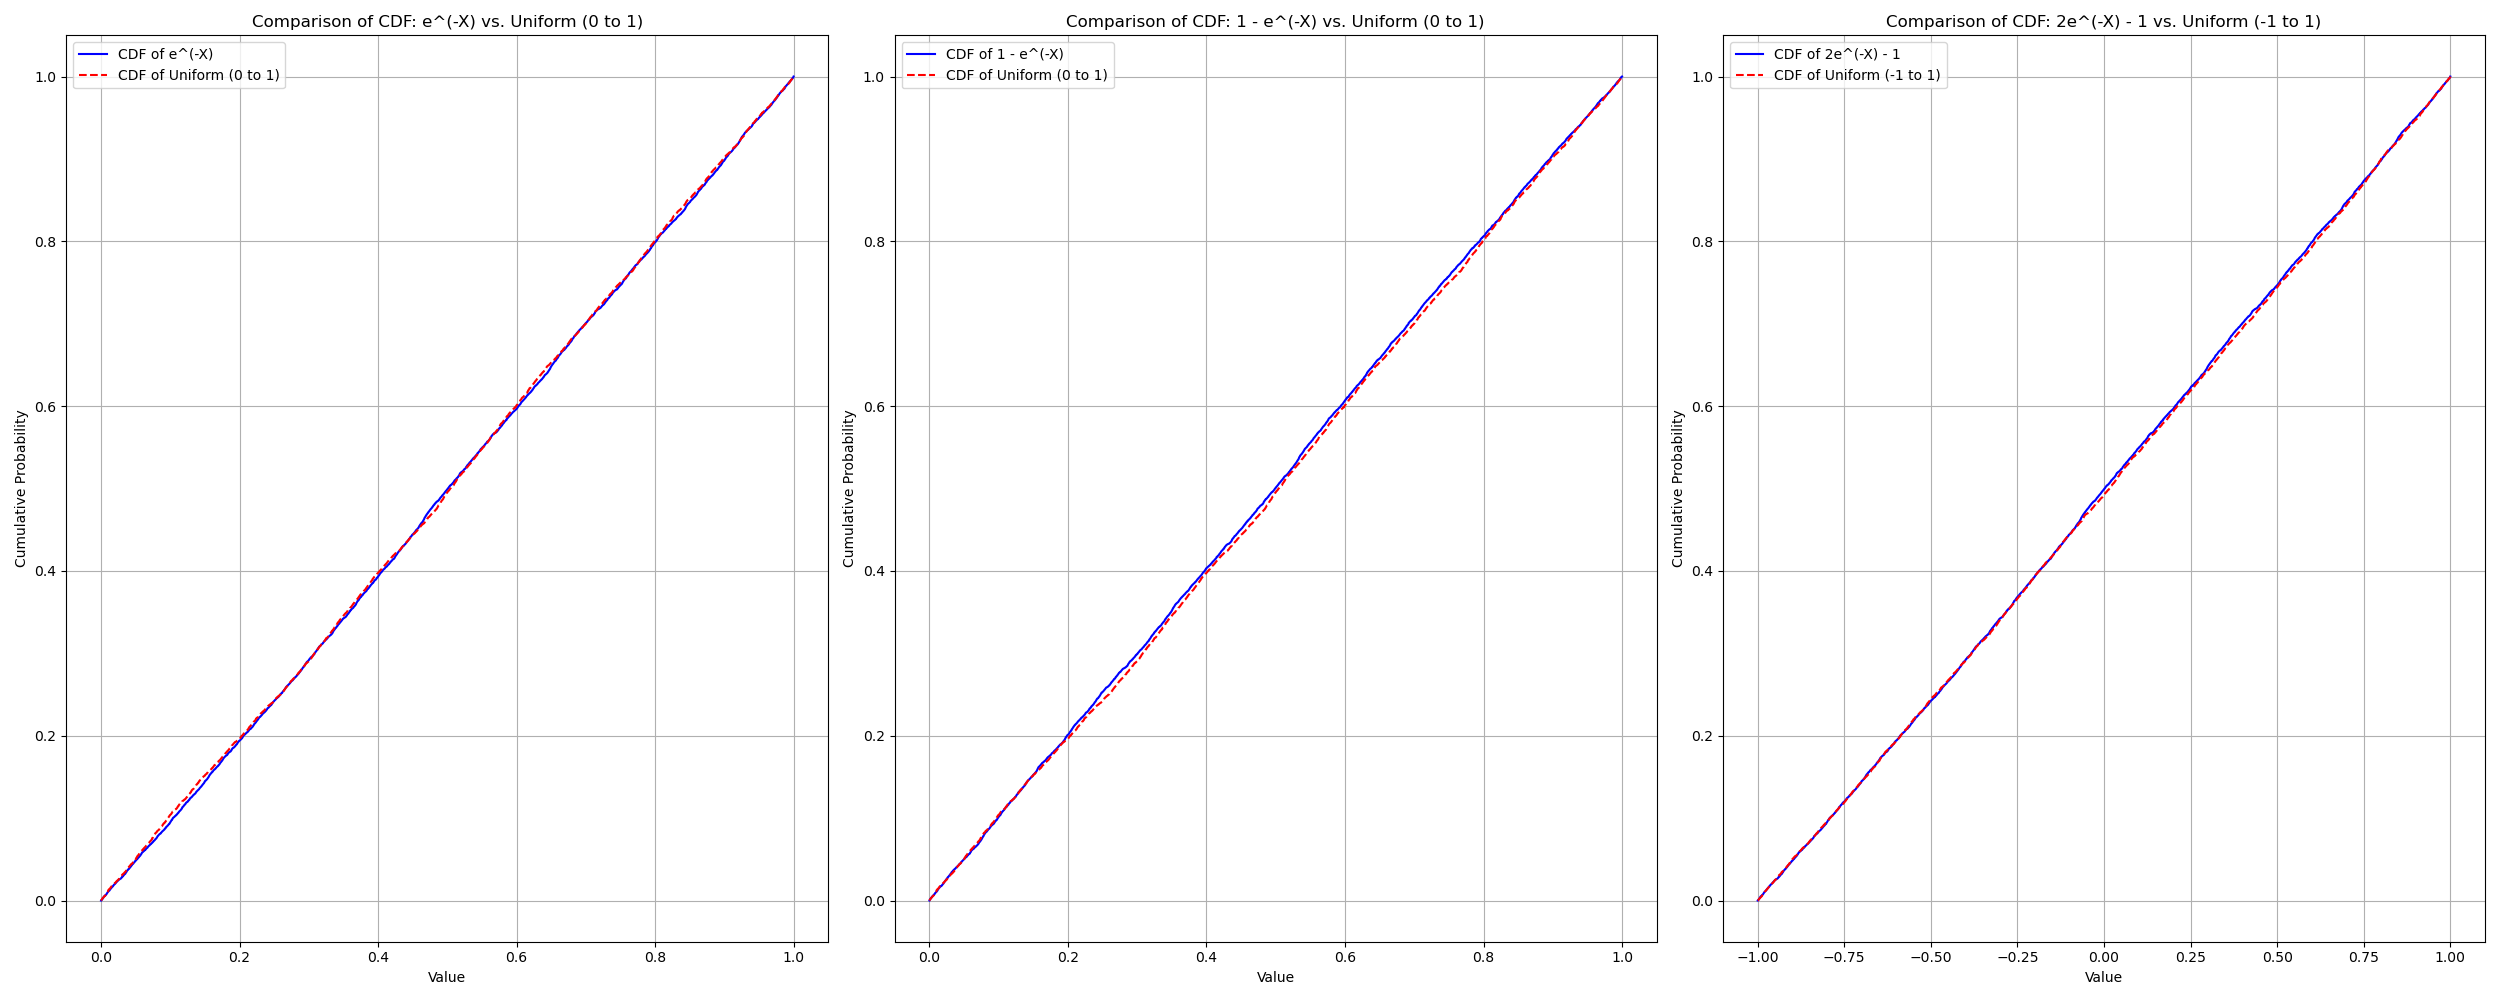 Comparison of CDF: e^(-X) vs. Uniform (0 to 1)
CDF of e^(-X)
CDF of Uniform (0 to 1)
Cumulative Probability
1.0
0.8
0.6
0.4
0.2
0.0
0.0 0.2 0.4 0.6 0.8 1.0
Value
Comparison of CDF: 1 - e^(-X) vs. Uniform (0 to 1)
CDF of 1 - e^(-X)
CDF of Uniform (0 to 1)
Cumulative Probability
1.0
0.8
0.6
0.4
0.2
0.0
0.0 0.2 0.4 0.6 0.8 1.0
Value
Comparison of CDF: 2e^(-X) - 1 vs. Uniform (-1 to 1)
CDF of 2e^(-X) - 1
CDF of Uniform (-1 to 1)
Cumulative Probability
1.0
0.8
0.6
0.4
0.2
0.0
−1.00 −0.75 −0.50 −0.25 0.00 0.25 0.50 0.75 1.00
Value